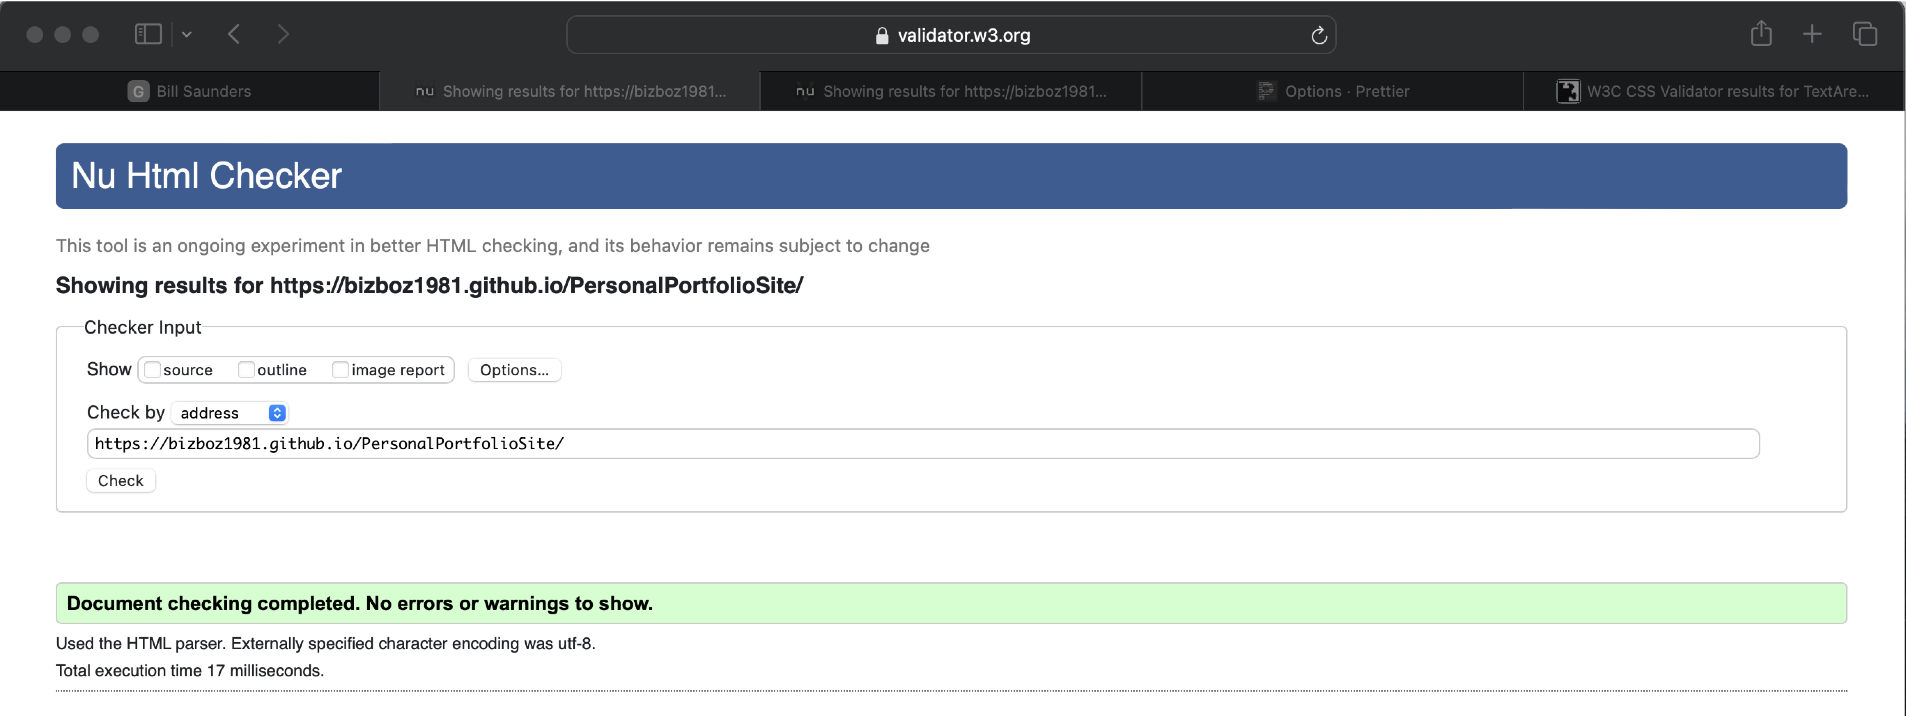 validator.w3.org
G Bill Saunders
nu Showing results for https://bizboz1981...
nu Showing results for https://bizboz1981...
Options · Prettier
W3C CSS Validator results for TextAre...
Nu Html Checker
This tool is an ongoing experiment in better HTML checking, and its behavior remains subject to change
Showing results for https://bizboz1981.github.io/PersonalPortfolioSite/
Checker Input
Show source outline image report Options...
Check by address
https://bizboz1981.github.io/PersonalPortfolioSite/
Check
Document checking completed. No errors or warnings to show.
Used the HTML parser. Externally specified character encoding was utf-8.
Total execution time 17 milliseconds.